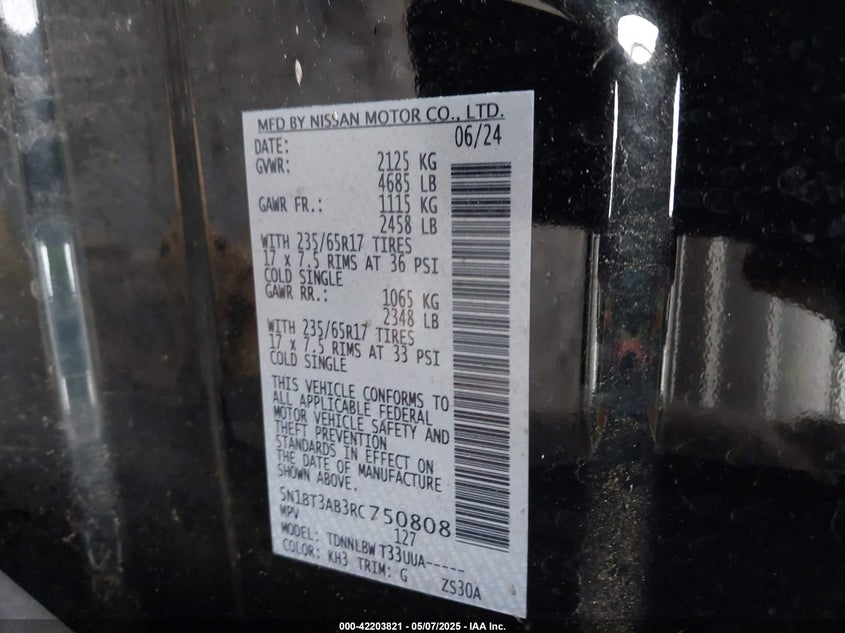 MFD BY NISSAN MOTOR CO., LTD.
DATE: 06/24
GVWR: 2125 KG
4685 LB
GAWR FR.: 1115 KG
2458 LB
WITH 235/65R17 TIRES
17 x 7.5 RIMS AT 36 PSI
COLD SINGLE
GAWR RR.: 1065 KG
2348 LB
WITH 235/65R17 TIRES
17 x 7.5 RIMS AT 33 PSI
COLD SINGLE
THIS VEHICLE CONFORMS TO
ALL APPLICABLE FEDERAL
MOTOR VEHICLE SAFETY AND
THEFT PREVENTION
STANDARDS IN EFFECT ON
THE DATE OF MANUFACTURE
SHOWN ABOVE.
5N1BT3AB3RC750808
MPV 127
MODEL: TDNNLBW T33UUA-----
COLOR: KH3 TRIM: G ZS30A
000-42203821 - 05/07/2025 - IAA Inc.